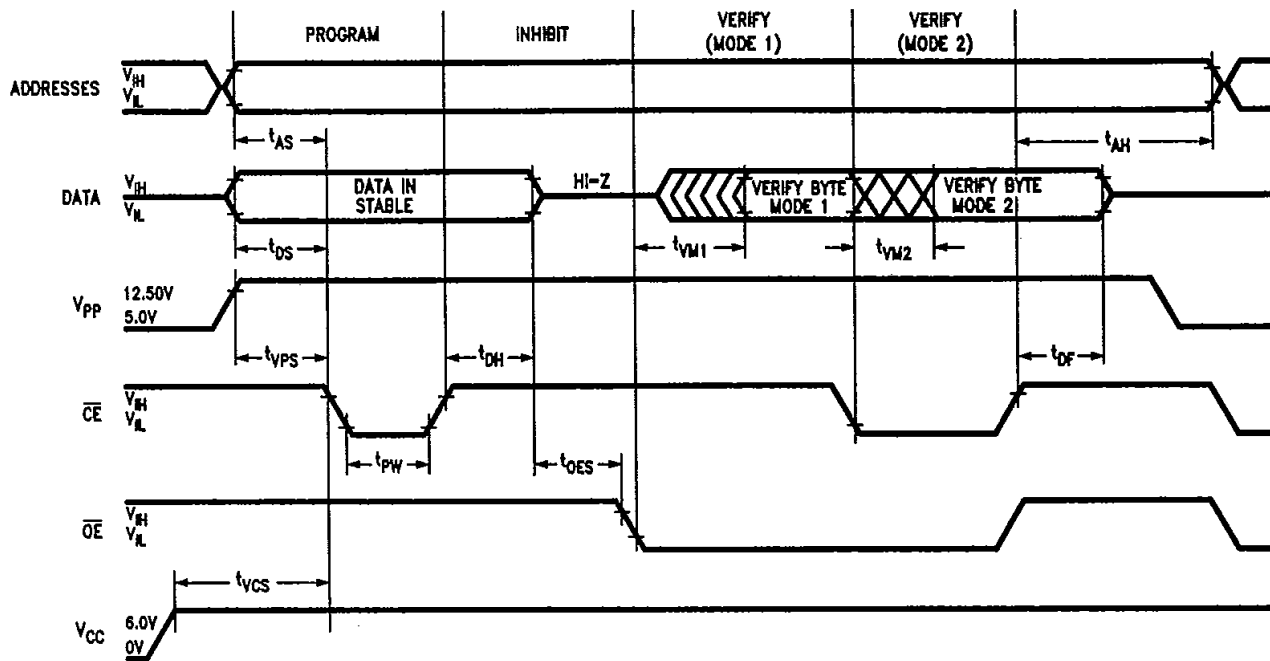 PROGRAM INHIBIT VERIFY (MODE 1) VERIFY (MODE 2)
ADDRESSES VIH VIL
tAS tAH
DATA VIH VIL DATA IN STABLE HI-Z VERIFY BYTE MODE 1 VERIFY BYTE MODE 2
tDS tVM1 tVM2
VPP 12.50V 5.0V
tVPS tDH tDF
CE VIH VIL
tPW tOES
OE VIH VIL
tVCS
VCC 6.0V 0V